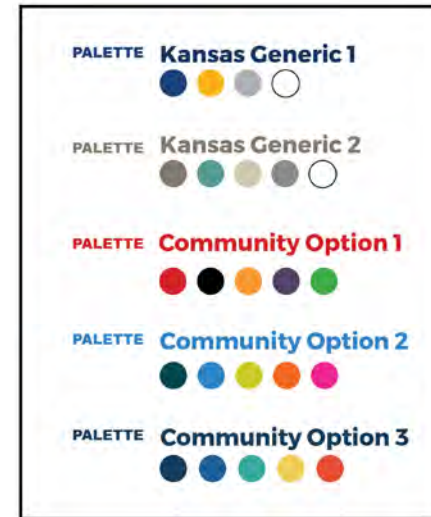 PALETTE Kansas Generic 1
PALETTE Kansas Generic 2
PALETTE Community Option 1
PALETTE Community Option 2
PALETTE Community Option 3